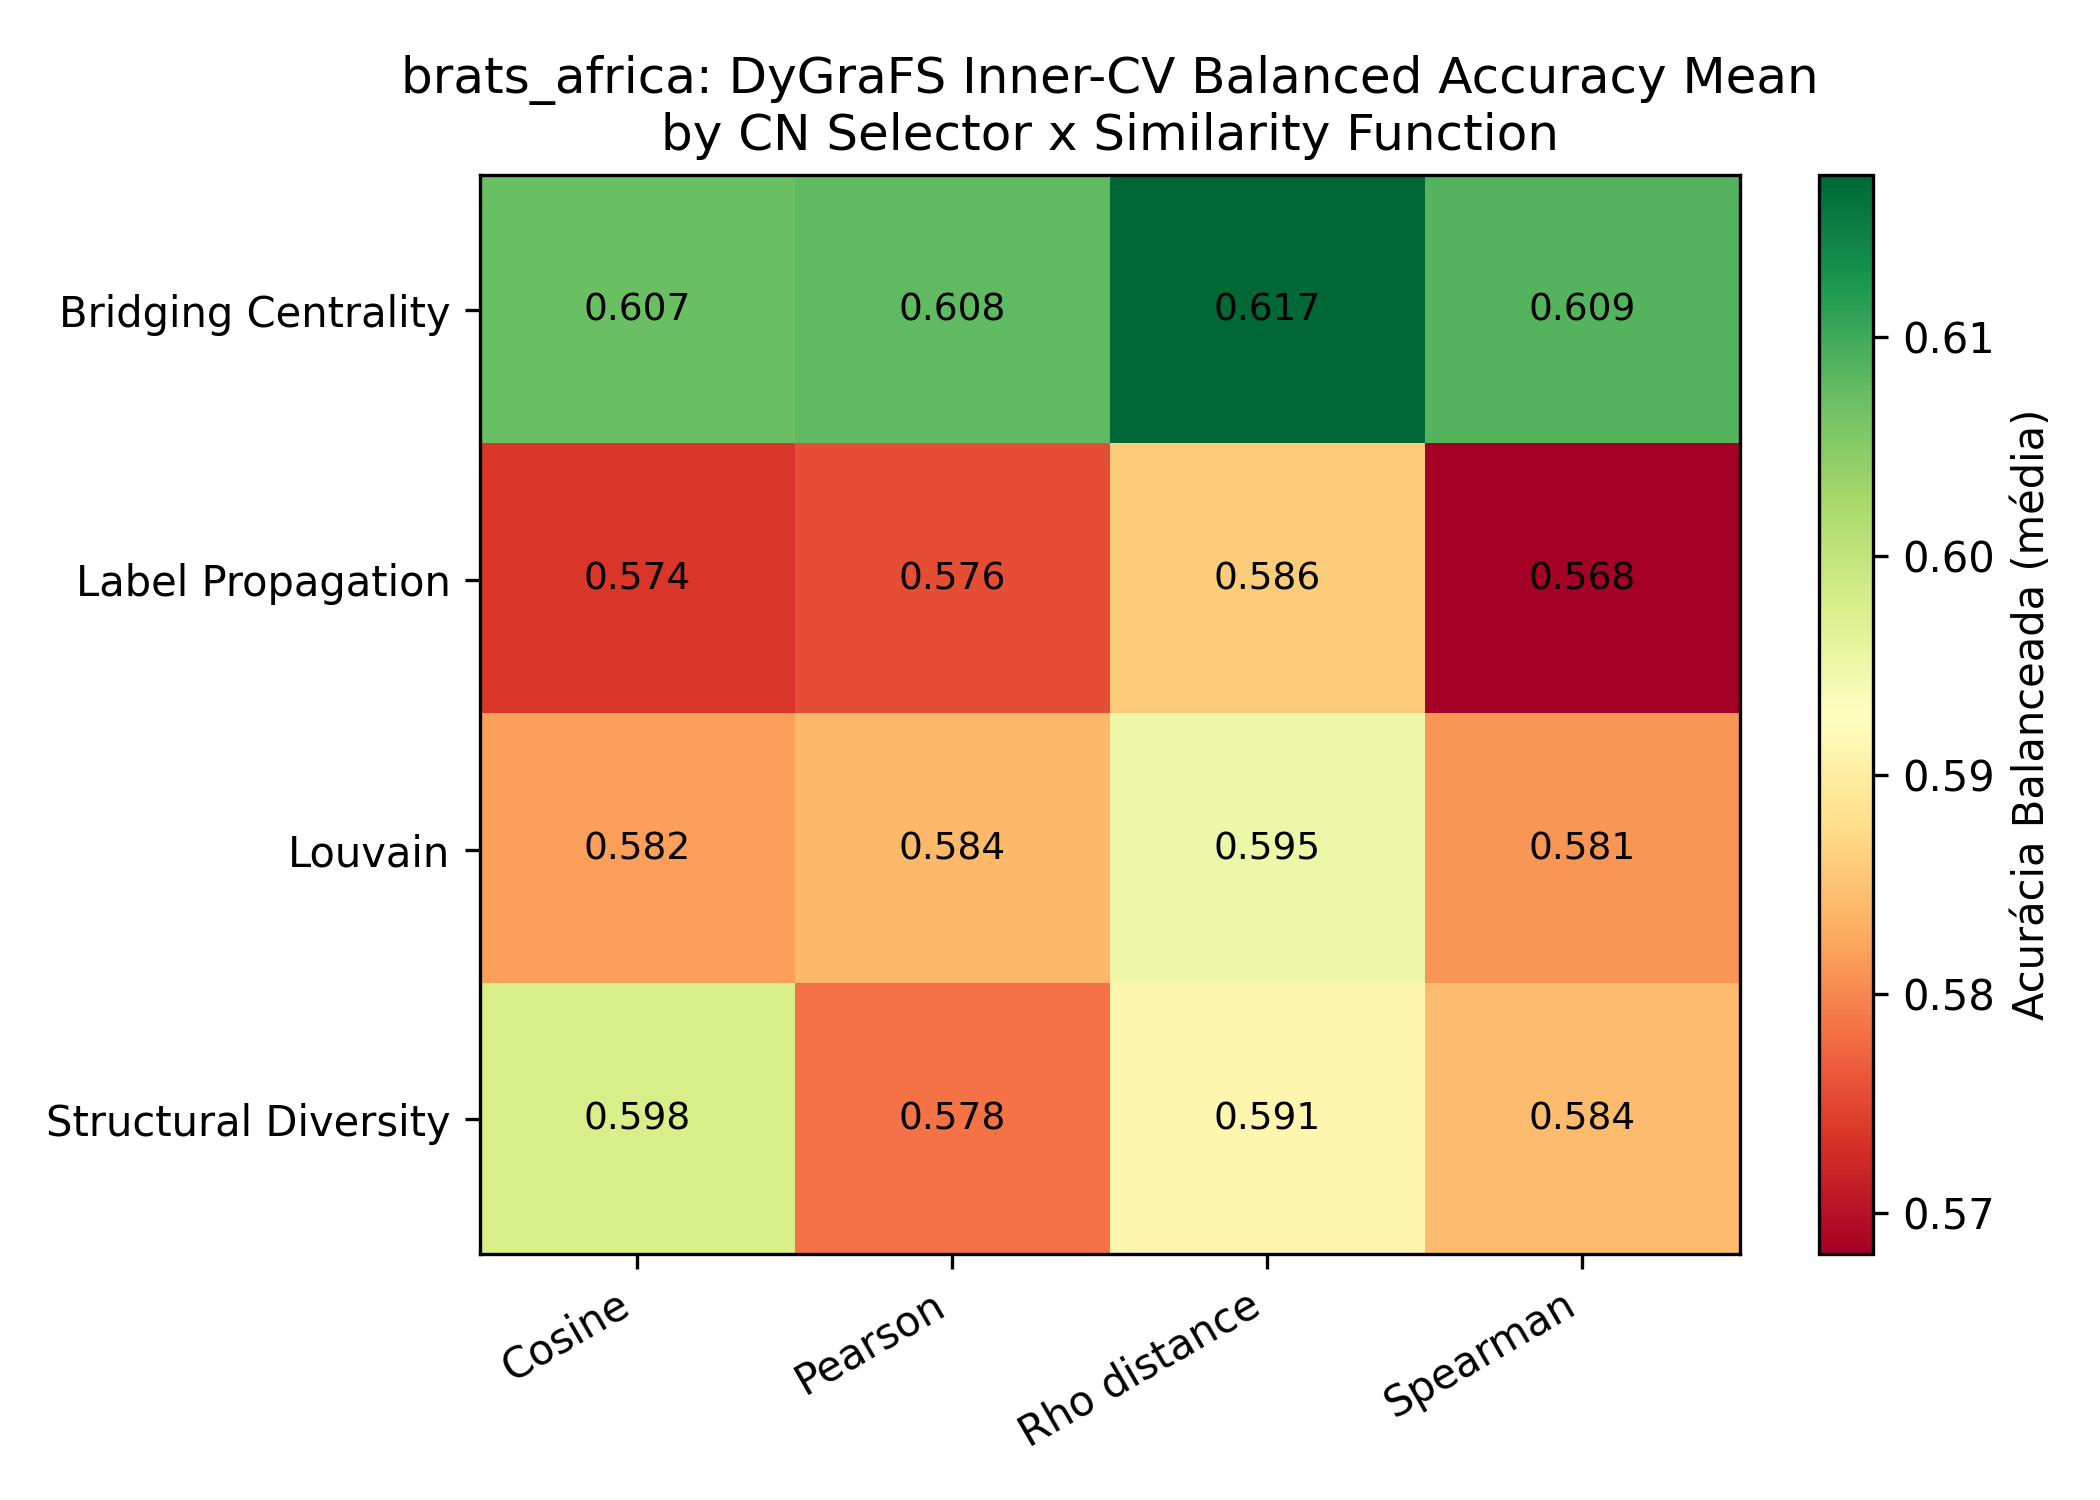 brats_africa: DyGraFS Inner-CV Balanced Accuracy Mean
by CN Selector x Similarity Function
Bridging Centrality
0.607
0.608
0.617
0.609
Label Propagation
0.574
0.576
0.586
0.568
Louvain
0.582
0.584
0.595
0.581
Structural Diversity
0.598
0.578
0.591
0.584
Cosine
Pearson
Rho distance
Spearman
0.61
0.60
0.59
0.58
0.57
Acurácia Balanceada (média)